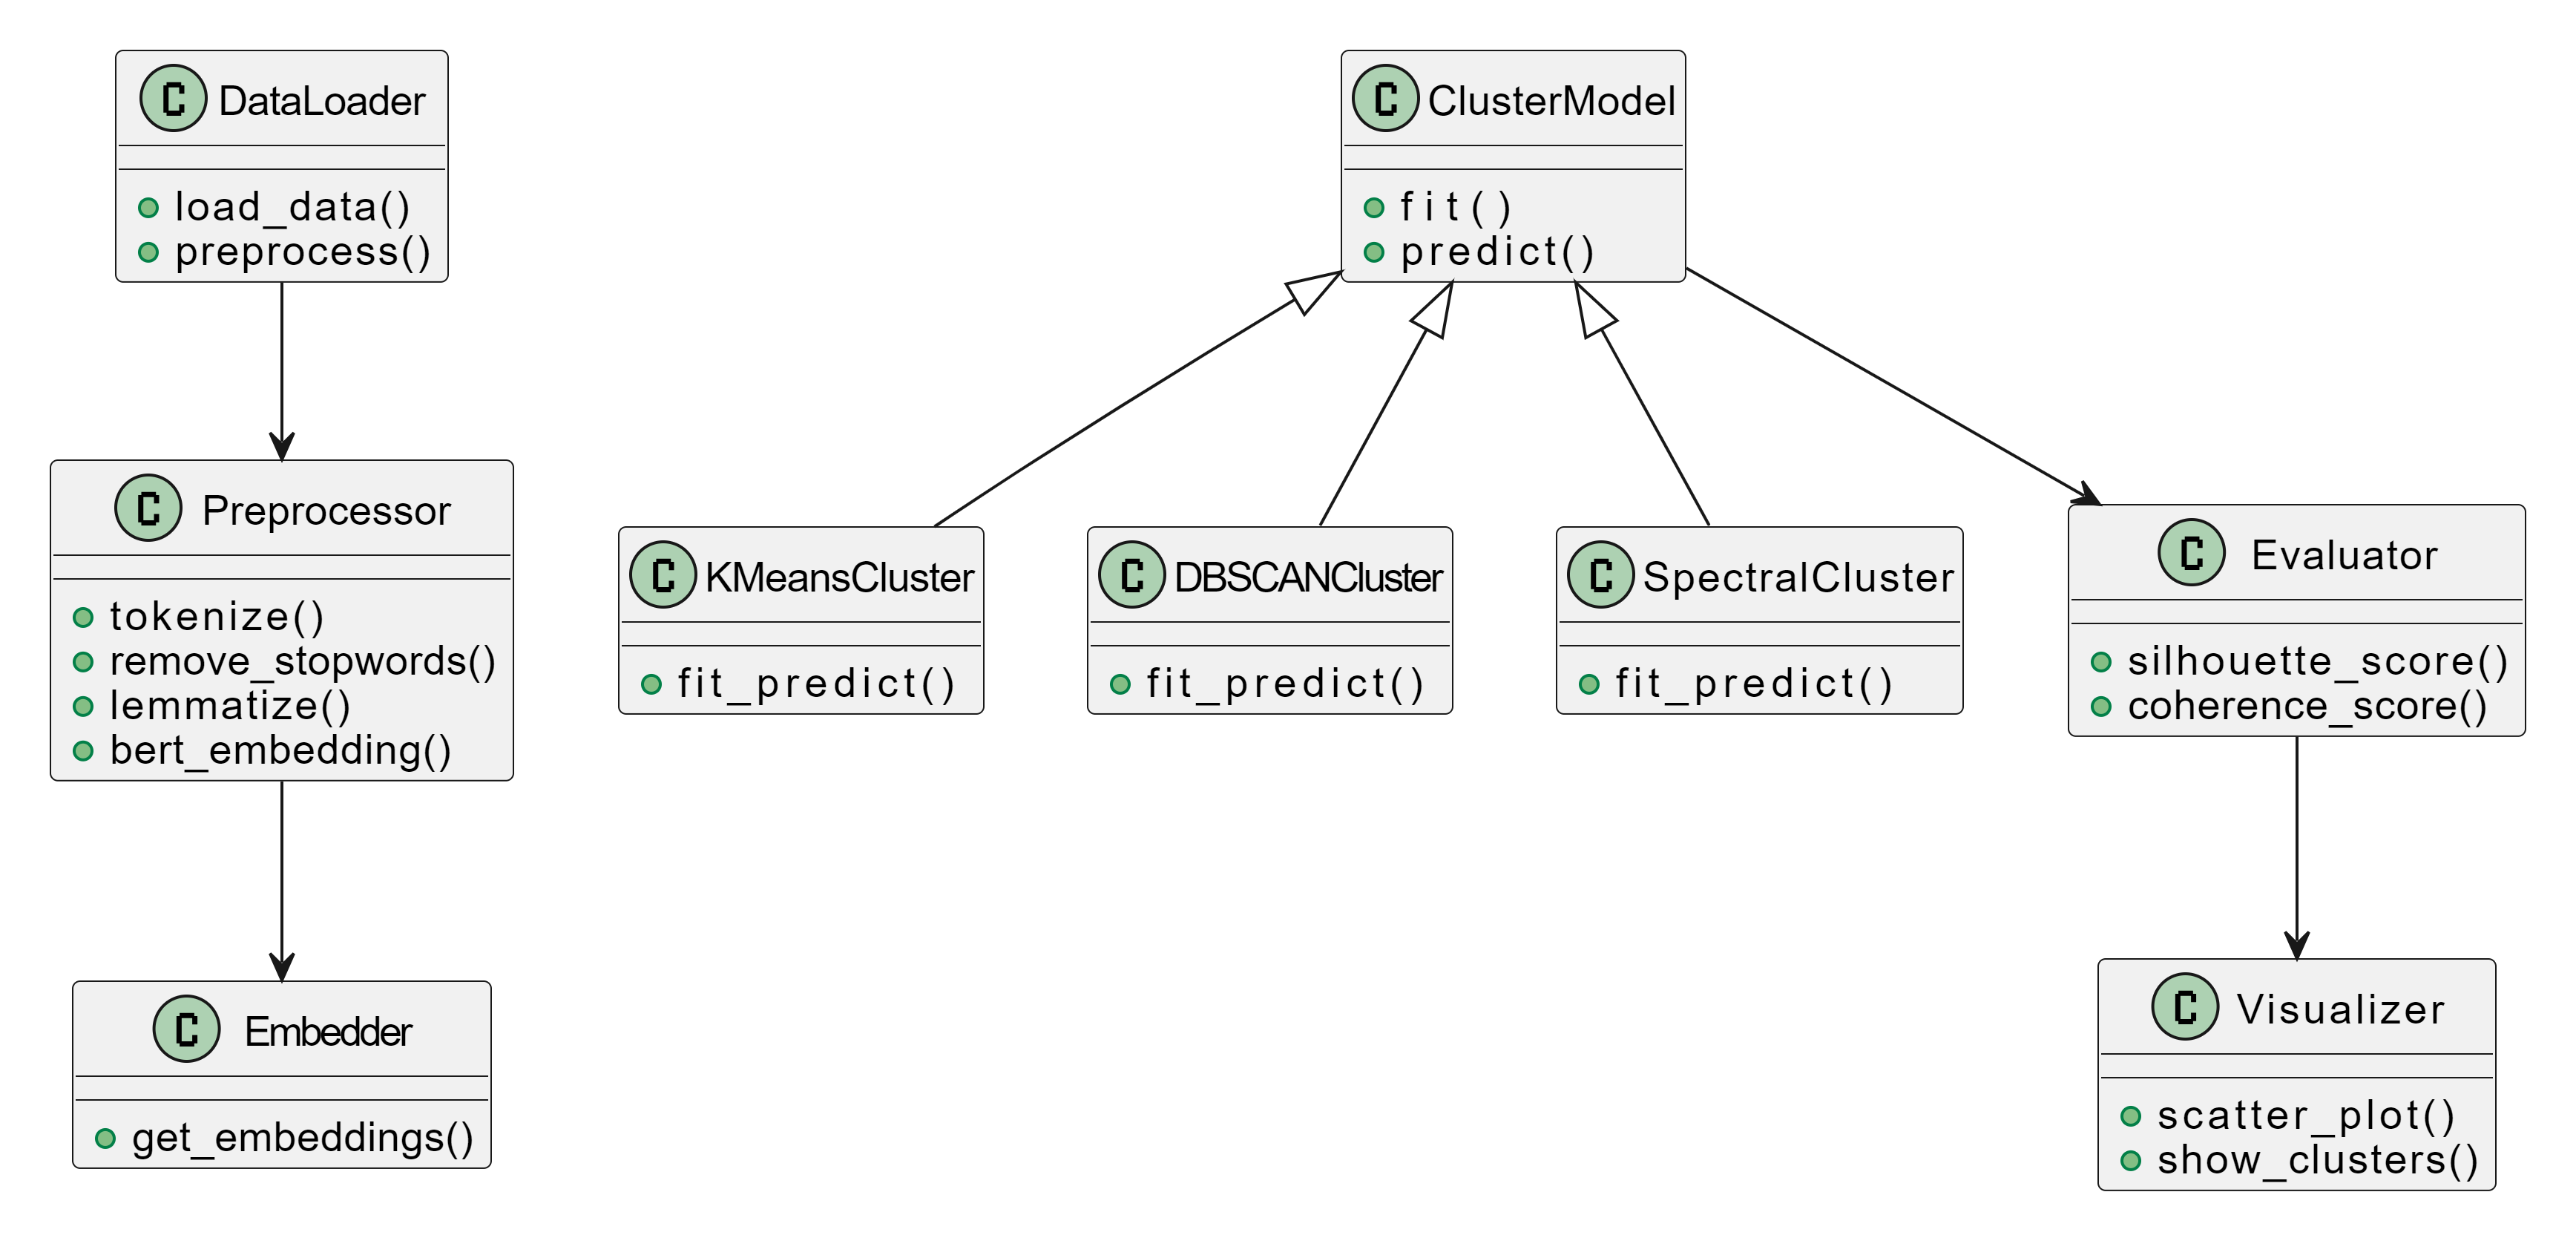 C DataLoader
load_data()
preprocess()
C ClusterModel
fit()
predict()
C Preprocessor
tokenize()
remove_stopwords()
lemmatize()
bert_embedding()
C KMeansCluster
fit_predict()
C DBSCANCluster
fit_predict()
C SpectralCluster
fit_predict()
C Evaluator
silhouette_score()
coherence_score()
C Embedder
get_embeddings()
C Visualizer
scatter_plot()
show_clusters()